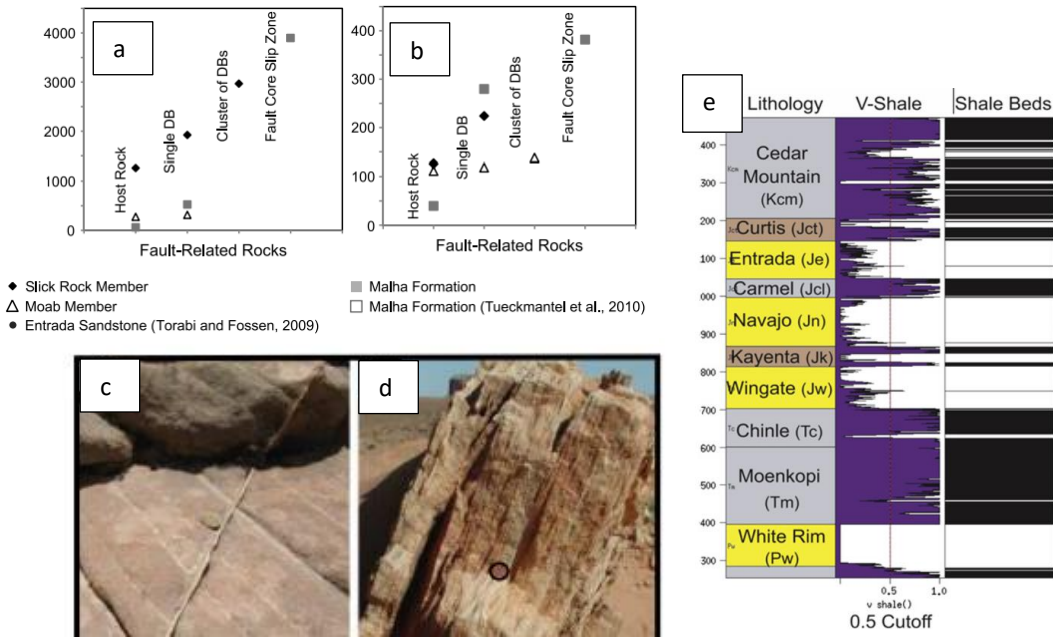 a
4000
3000
2000
1000
0
Host Rock
Single DB
Cluster of DBs
Fault Core Slip Zone
Fault-Related Rocks
b
400
300
200
100
0
Host Rock
Single DB
Cluster of DBs
Fault Core Slip Zone
Fault-Related Rocks
Slick Rock Member
Moab Member
Entrada Sandstone (Torabi and Fossen, 2009)
Malha Formation
Malha Formation (Tueckmantel et al., 2010)
c
d
e
Lithology V-Shale Shale Beds
400
Cedar
Mountain
(Kcm)
Kcm
300
200
Curtis (Jct)
Entrada (Je)
100
Carmel (Jcl)
000
Navajo (Jn)
900
Kayenta (Jk)
800
Wingate (Jw)
700
Tc
Chinle (Tc)
600
Moenkopi
(Tm)
500
400
White Rim
(Pw)
Pw
300
0.5 1.0
v shale()
0.5 Cutoff